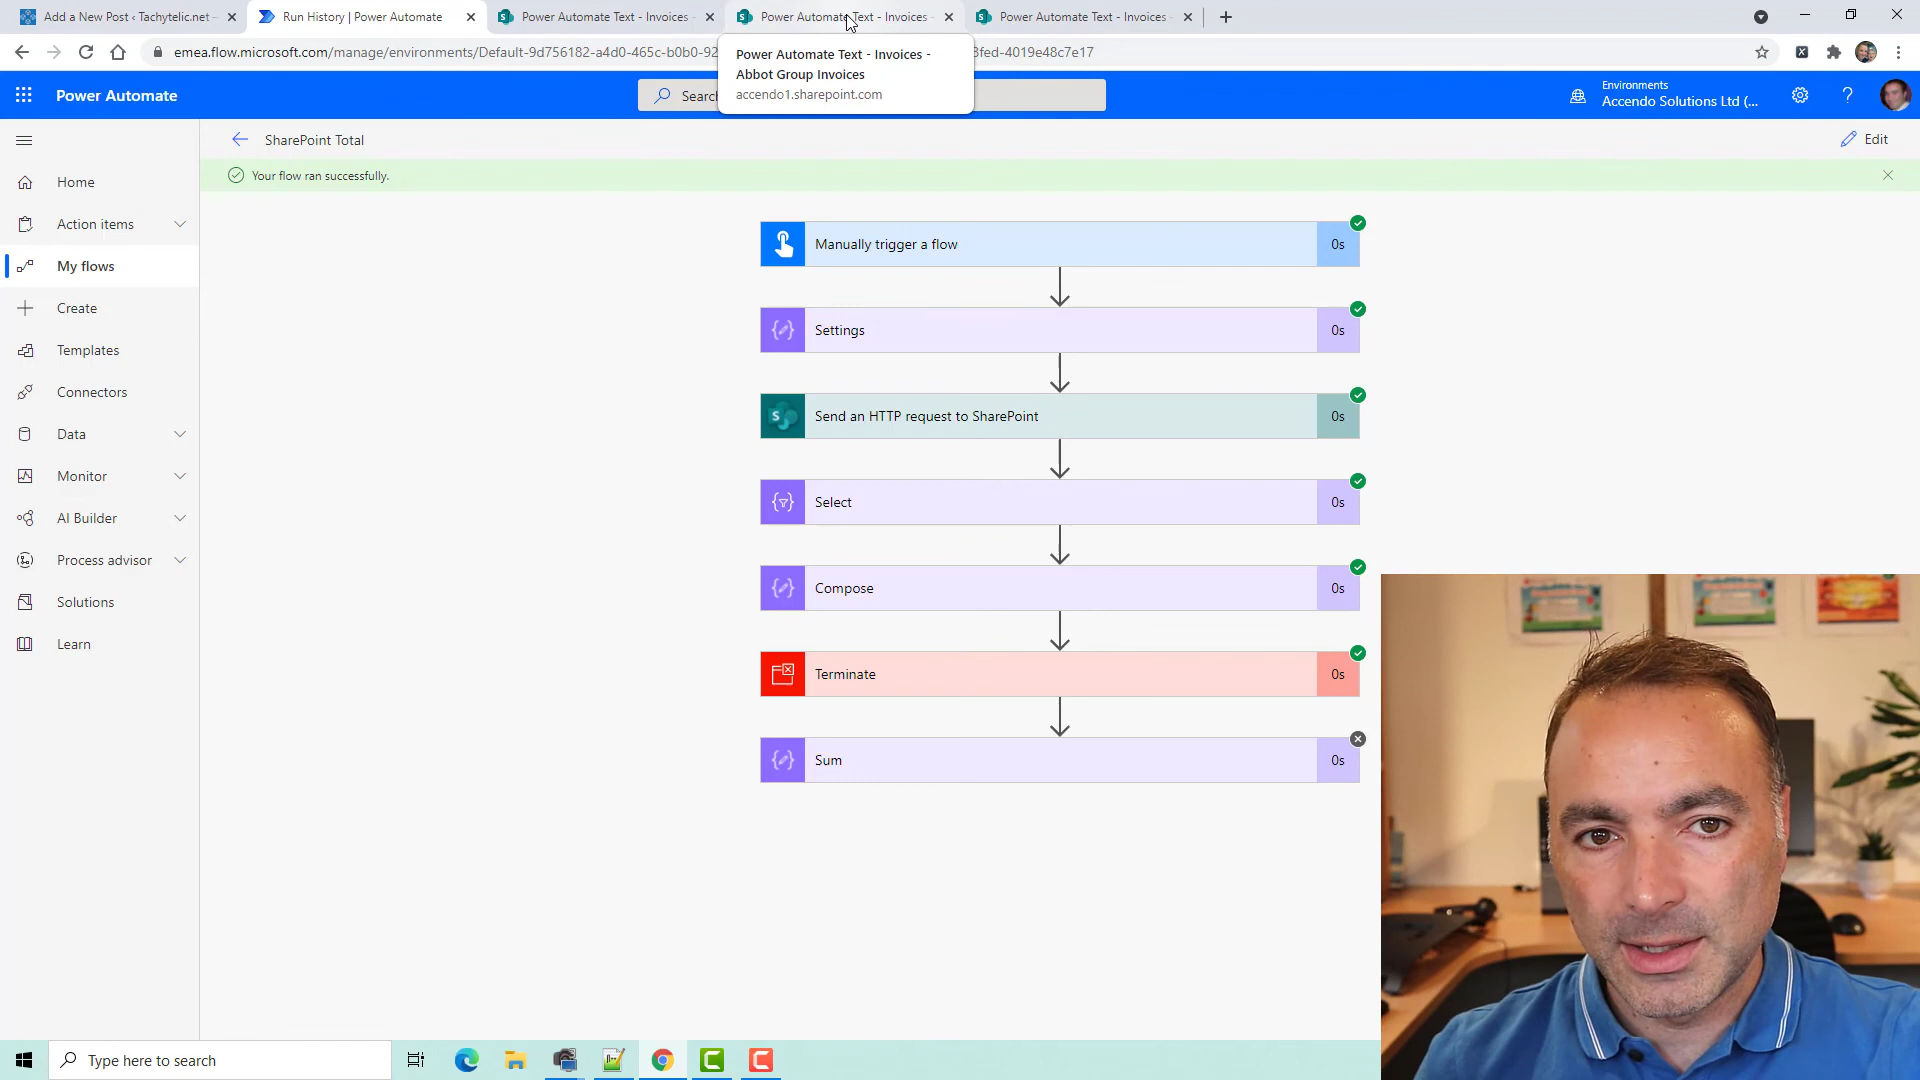 Add a New Post ‹ Tachytelic.net —
Run History | Power Automate
Power Automate Text - Invoices -
Power Automate Text - Invoices -
Power Automate Text - Invoices -
emea.flow.microsoft.com/manage/environments/Default-9d756182-a4d0-465c-b0b0-92
fed-4019e48c7e17
Power Automate Text - Invoices -
Abbot Group Invoices
accendo1.sharepoint.com
Power Automate
Search
Environments
Accendo Solutions Ltd (...
?
SharePoint Total
Edit
Your flow ran successfully.
Home
Action items
My flows
Create
Templates
Connectors
Data
Monitor
AI Builder
Process advisor
Solutions
Learn
Manually trigger a flow
0s
Settings
0s
Send an HTTP request to SharePoint
0s
Select
0s
Compose
0s
Terminate
0s
Sum
0s
Type here to search